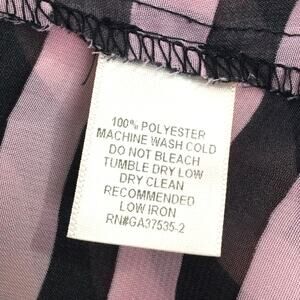 100% POLYESTER
MACHINE WASH COLD
DO NOT BLEACH
TUMBLE DRY LOW
DRY CLEAN
RECOMMENDED
LOW IRON
RN#GA37535-2